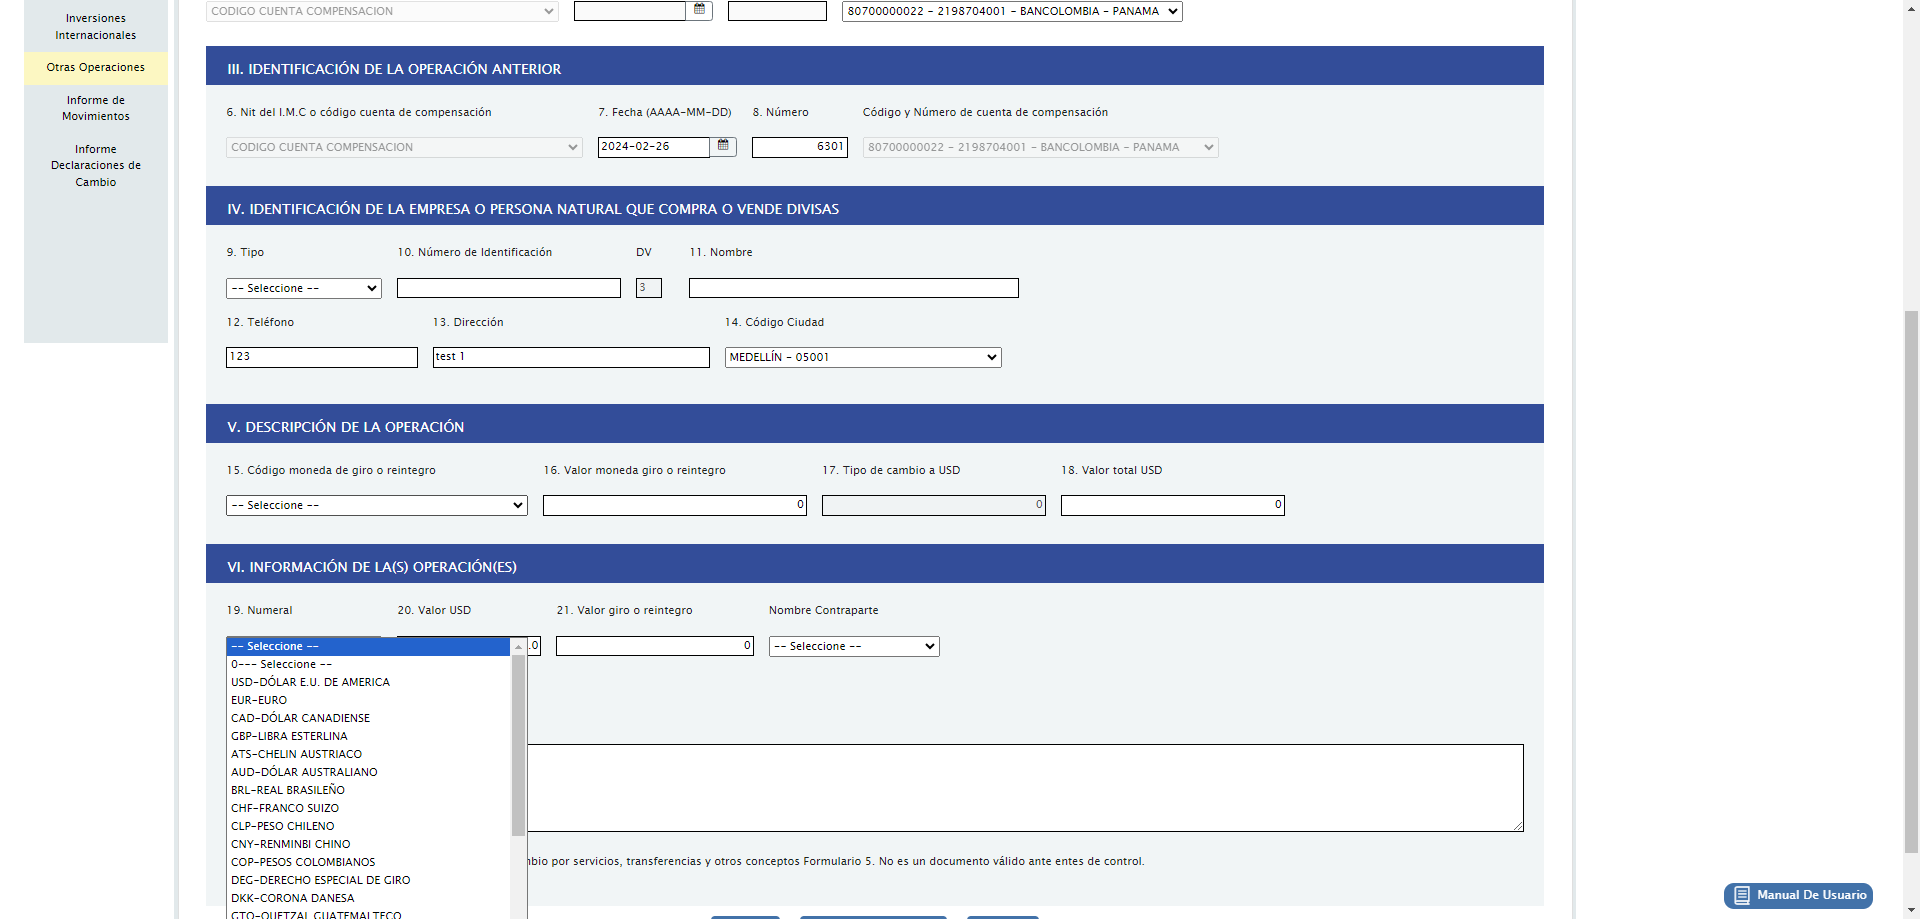 Inversiones
Internacionales
Otras Operaciones
Informe de
Movimientos
Informe
Declaraciones de
Cambio
CODIGO CUENTA COMPENSACION
80700000022 - 2198704001 - BANCOLOMBIA - PANAMA
III. IDENTIFICACIÓN DE LA OPERACIÓN ANTERIOR
6. Nit del I.M.C o código cuenta de compensación
7. Fecha (AAAA-MM-DD)
8. Número
Código y Número de cuenta de compensación
CODIGO CUENTA COMPENSACION
2024-02-26
6301
80700000022 - 2198704001 - BANCOLOMBIA - PANAMA
IV. IDENTIFICACIÓN DE LA EMPRESA O PERSONA NATURAL QUE COMPRA O VENDE DIVISAS
9. Tipo
10. Número de Identificación
DV
11. Nombre
-- Seleccione --
3
12. Teléfono
13. Dirección
14. Código Ciudad
123
test 1
MEDELLÍN - 05001
V. DESCRIPCIÓN DE LA OPERACIÓN
15. Código moneda de giro o reintegro
16. Valor moneda giro o reintegro
17. Tipo de cambio a USD
18. Valor total USD
-- Seleccione --
0
0
0
VI. INFORMACIÓN DE LA(S) OPERACIÓN(ES)
19. Numeral
20. Valor USD
21. Valor giro o reintegro
Nombre Contraparte
-- Seleccione --
.0
0
-- Seleccione --
0--- Seleccione --
USD-DÓLAR E.U. DE AMERICA
EUR-EURO
CAD-DÓLAR CANADIENSE
GBP-LIBRA ESTERLINA
ATS-CHELIN AUSTRIACO
AUD-DÓLAR AUSTRALIANO
BRL-REAL BRASILEÑO
CHF-FRANCO SUIZO
CLP-PESO CHILENO
CNY-RENMINBI CHINO
COP-PESOS COLOMBIANOS
DEG-DERECHO ESPECIAL DE GIRO
DKK-CORONA DANESA
GTQ-QUETZAL GUATEMALTECO
nbio por servicios, transferencias y otros conceptos Formulario 5. No es un documento válido ante entes de control.
Manual De Usuario